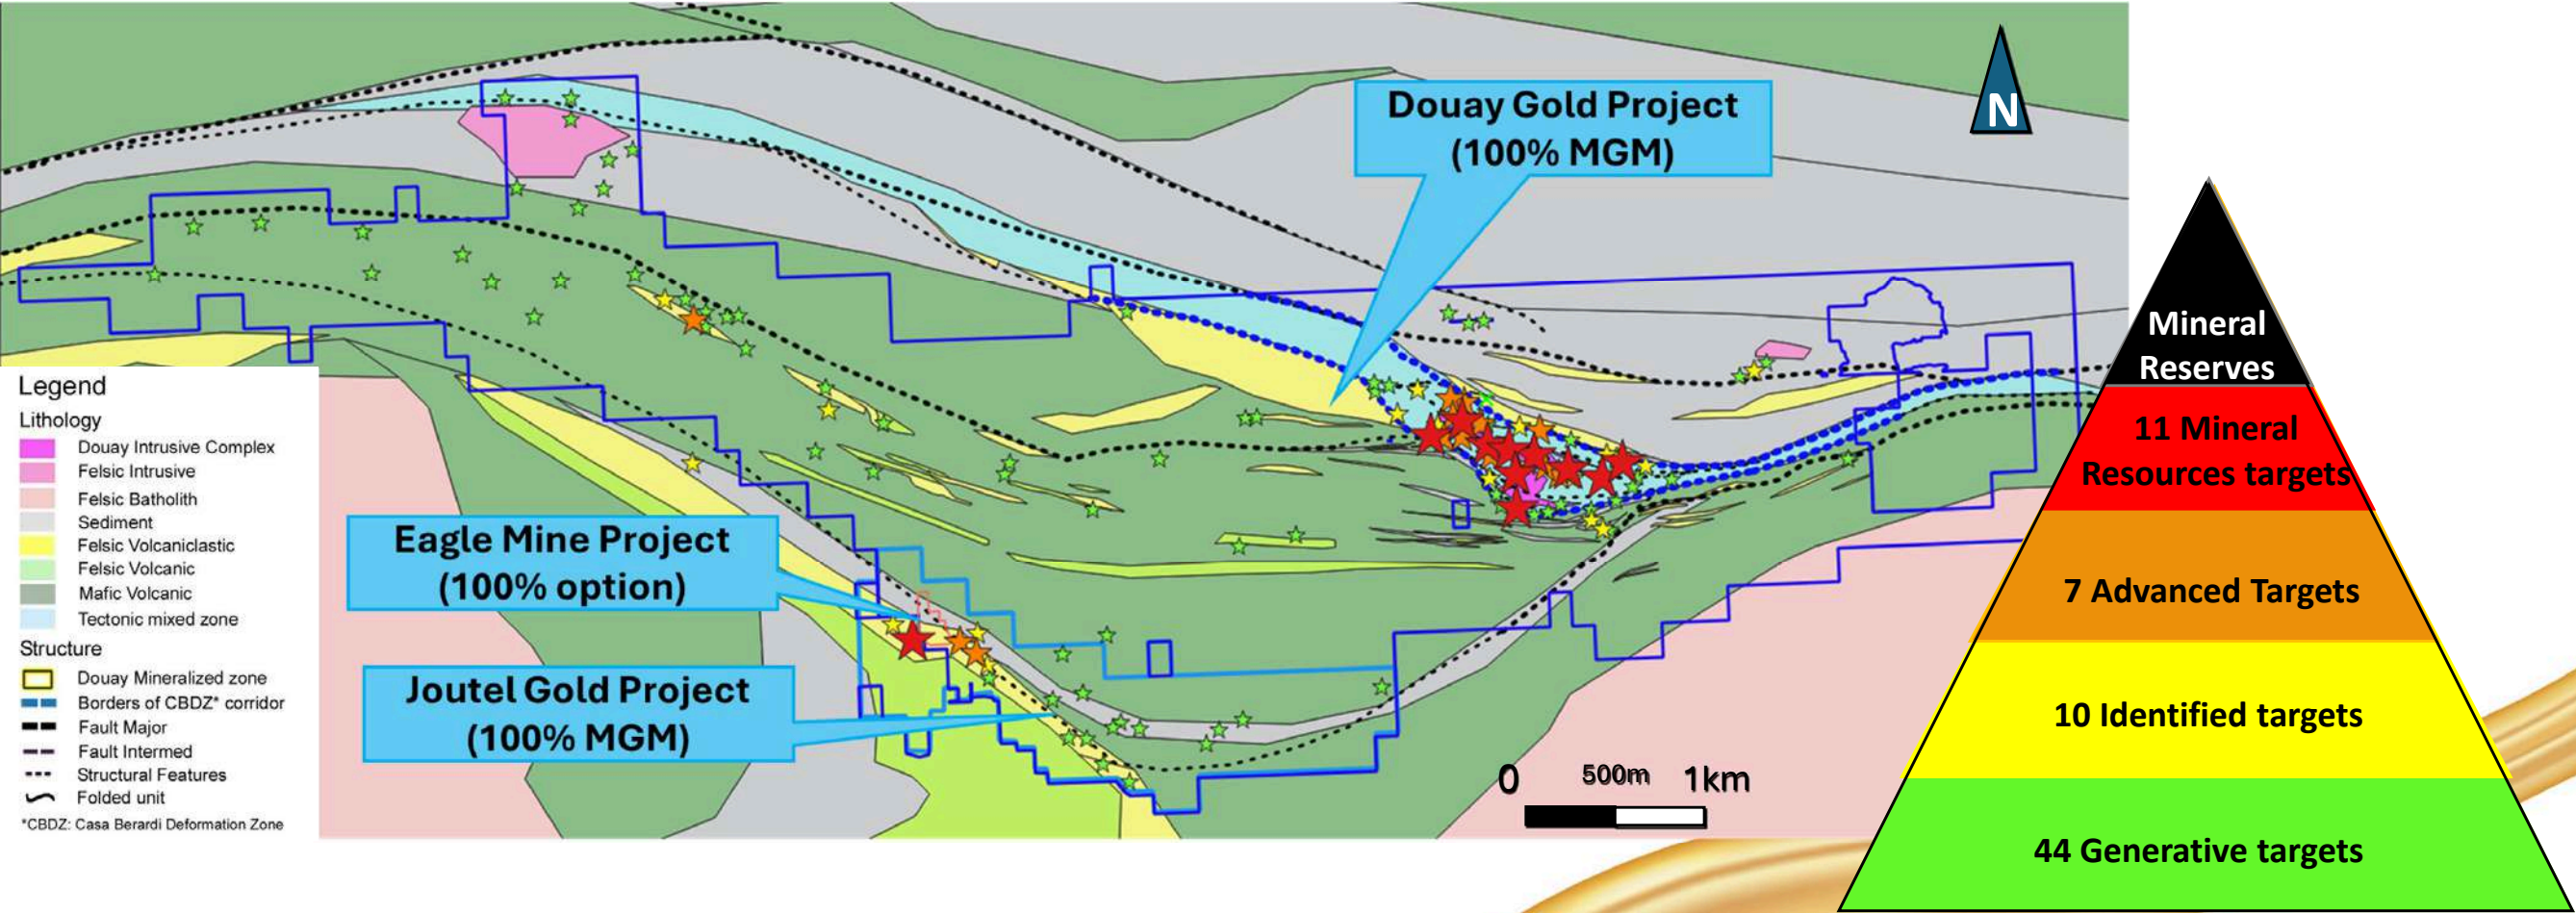 Douay Gold Project
(100% MGM)
N
Eagle Mine Project
(100% option)
Joutel Gold Project
(100% MGM)
Legend
Lithology
Douay Intrusive Complex
Felsic Intrusive
Felsic Batholith
Sediment
Felsic Volcaniclastic
Felsic Volcanic
Mafic Volcanic
Tectonic mixed zone
Structure
Douay Mineralized zone
Borders of CBDZ* corridor
Fault Major
Fault Intermed
Structural Features
Folded unit
*CBDZ: Casa Berardi Deformation Zone
0 500m 1km
Mineral
Reserves
11 Mineral
Resources targets
7 Advanced Targets
10 Identified targets
44 Generative targets